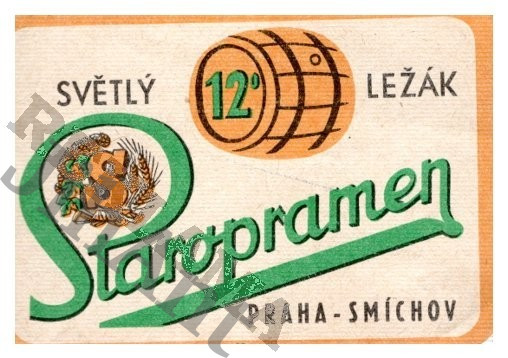 SVĚTLÝ
12°
LEŽÁK
Staropramen
PRAHA-SMÍCHOV